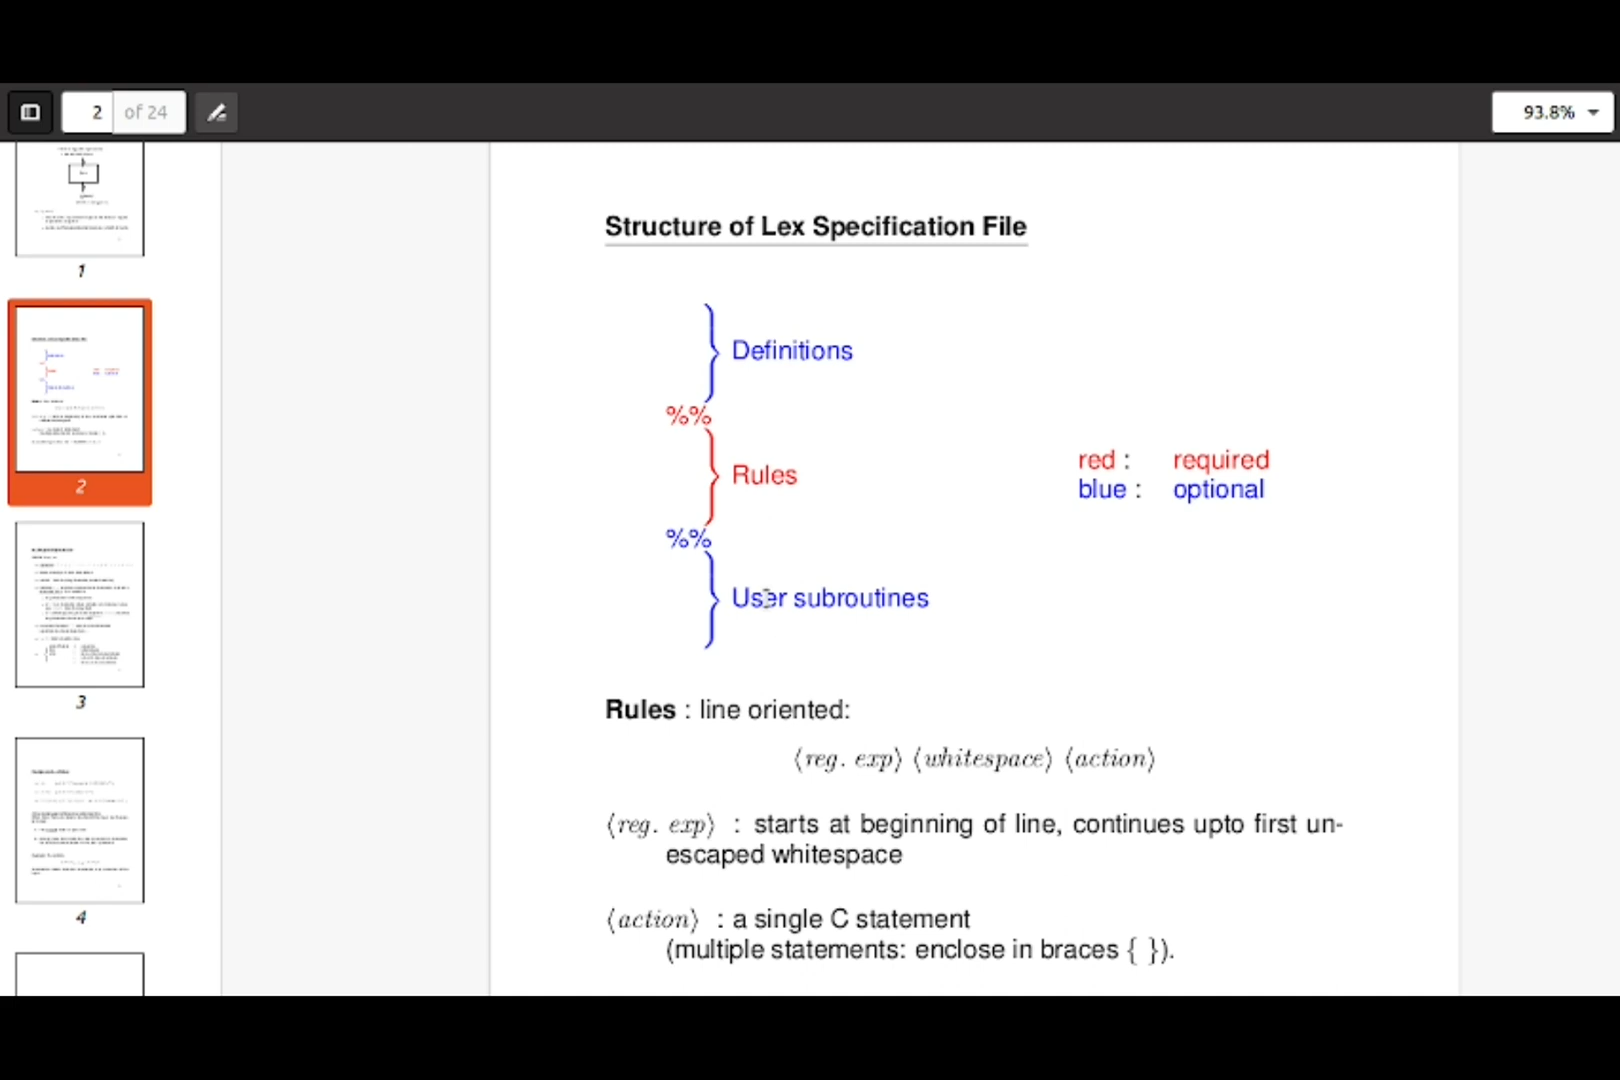 2 of 24
93.8%
1
2
3
4
Structure of Lex Specification File
Definitions
%%
Rules
red : required
blue : optional
%%
User subroutines
Rules : line oriented:
⟨reg. exp⟩ ⟨whitespace⟩ ⟨action⟩
⟨reg. exp⟩ : starts at beginning of line, continues upto first un-
escaped whitespace
⟨action⟩ : a single C statement
(multiple statements: enclose in braces { }).